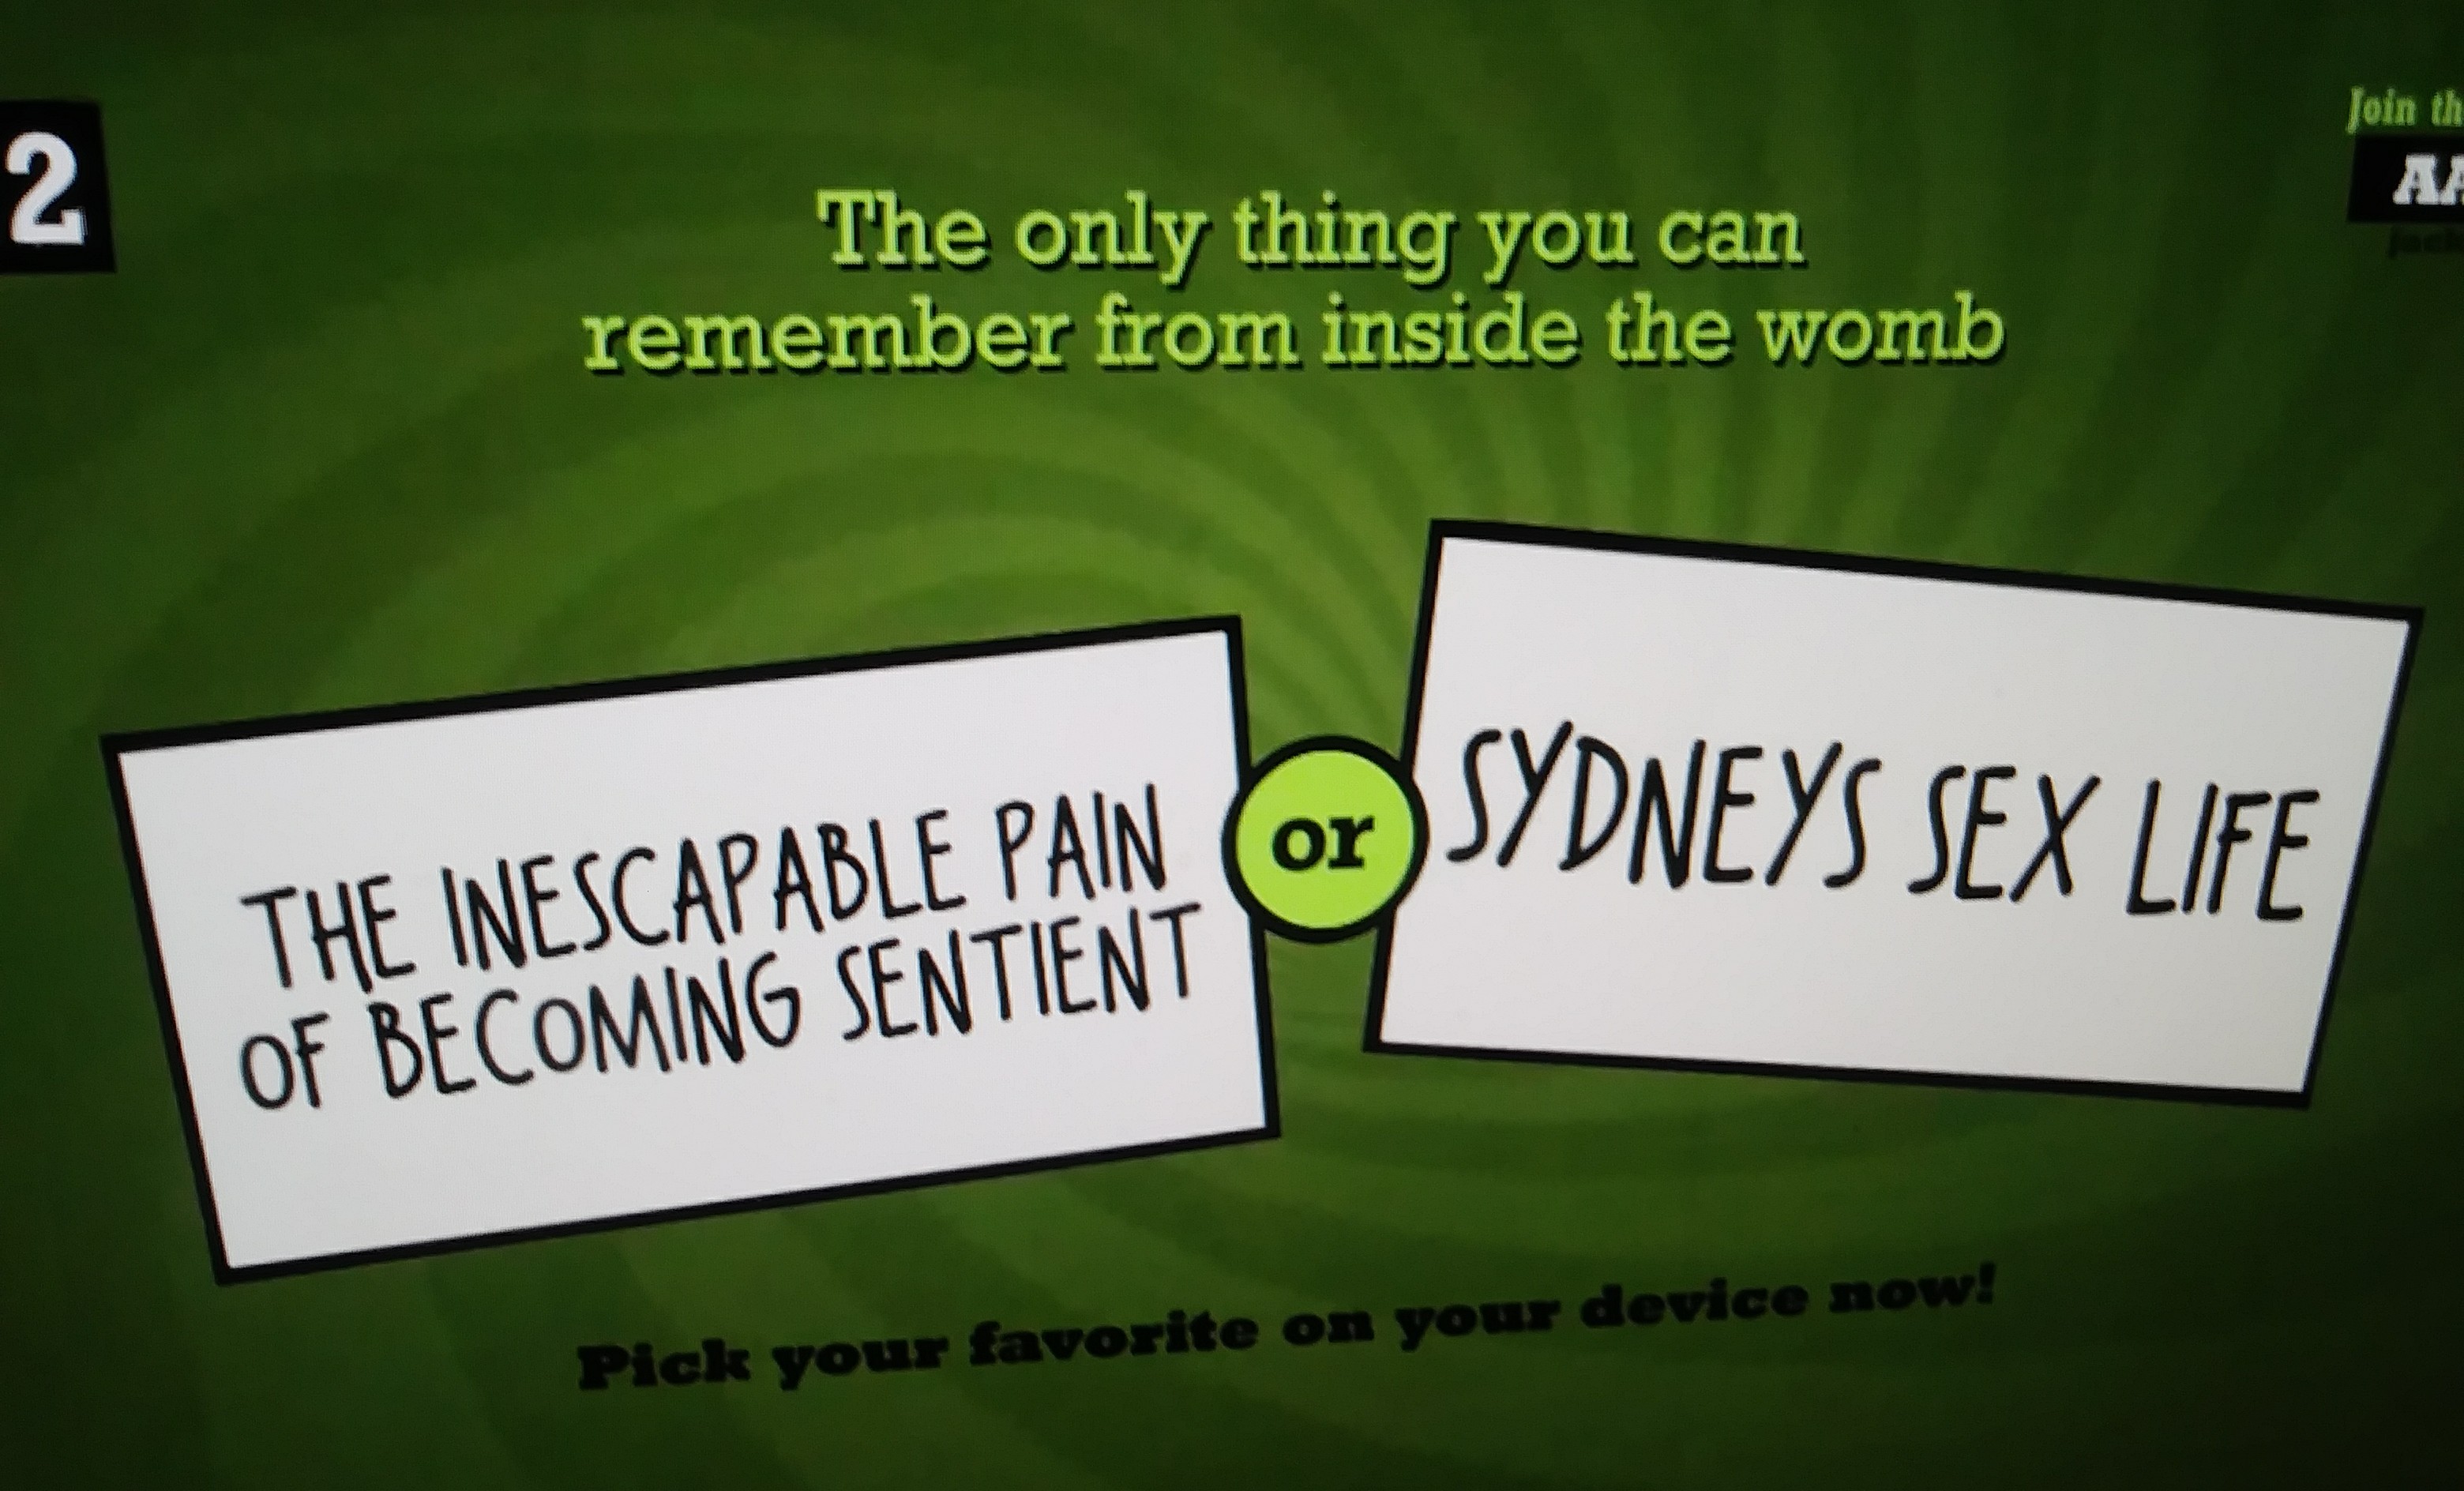 2
Join
The only thing you can
remember from inside the womb
THE INESCAPABLE PAIN
OF BECOMING SENTIENT
or
SYDNEYS SEX LIFE
Pick your favorite on your device now!